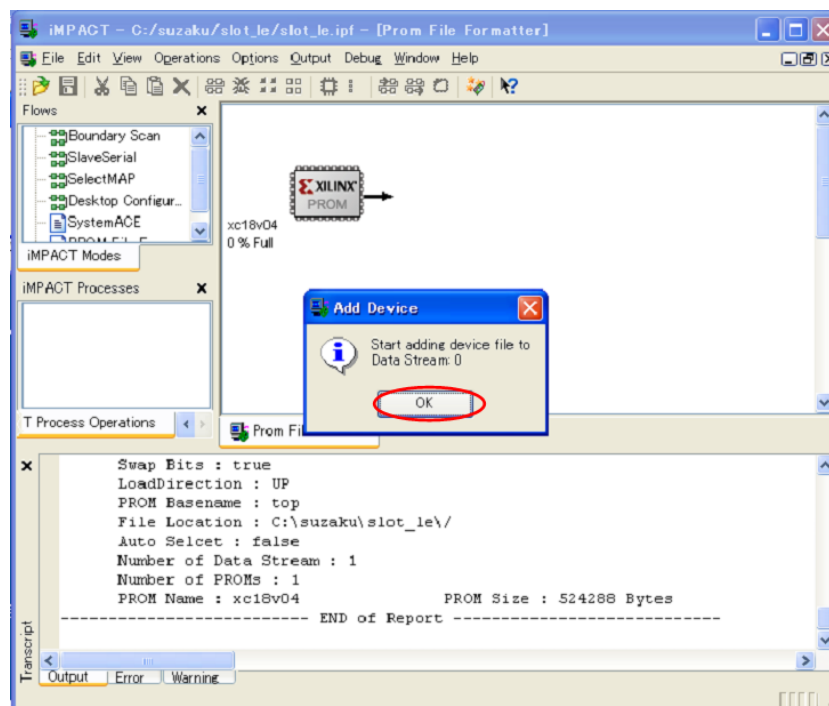 iMPACT - C:/suzaku/slot_le/slot_le.ipf - [Prom File Formatter]
File Edit View Operations Options Output Debug Window Help
Flows
Boundary Scan
SlaveSerial
SelectMAP
Desktop Configur...
SystemACE
iMPACT Modes
iMPACT Processes
T Process Operations
XILINX
PROM
xc18v04
0 % Full
Add Device
Start adding device file to
Data Stream: 0
OK
Prom Fi
Swap Bits : true
LoadDirection : UP
PROM Basename : top
File Location : C:\suzaku\slot_le\/
Auto Selcet : false
Number of Data Stream : 1
Number of PROMs : 1
PROM Name : xc18v04 PROM Size : 524288 Bytes
-------------------------- END of Report ----------------------------
Transcript
Output Error Warning